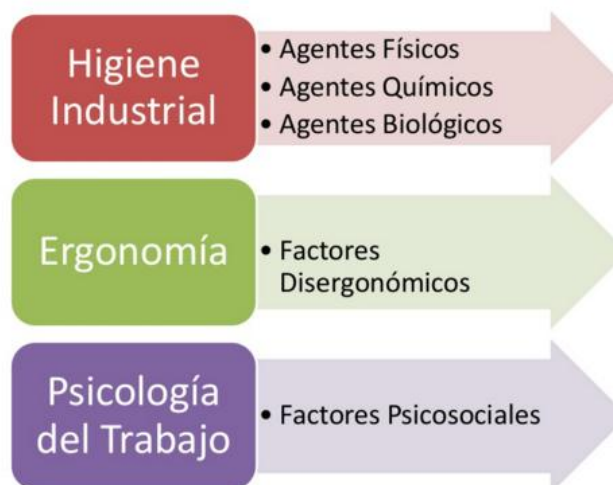 Higiene
Industrial
• Agentes Físicos
• Agentes Químicos
• Agentes Biológicos
Ergonomía
• Factores
Disergonómicos
Psicología
del Trabajo
• Factores Psicosociales